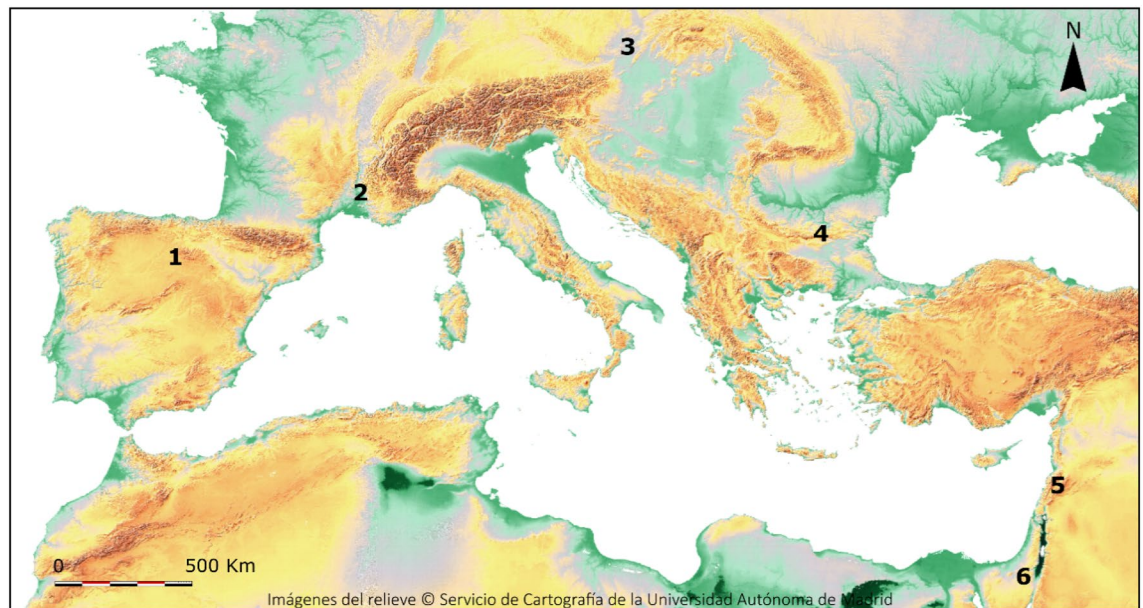 N
3
2
1
4
5
6
0 500 Km
Imágenes del relieve © Servicio de Cartografía de la Universidad Autónoma de Madrid